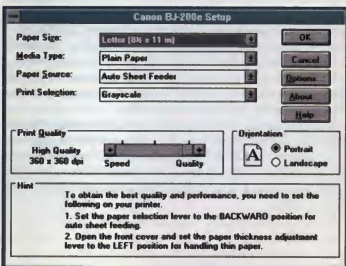 Canon BJ-200e Setup
Paper Size: Letter (8½ x 11 in) OK
Media Type: Plain Paper Cancel
Paper Source: Auto Sheet Feeder Options...
Print Selection: Grayscale About
Help
Print Quality
High Quality
360 x 360 dpi
Speed Quality
Orientation
A Portrait
Landscape
Hint
To obtain the best quality and performance, you need to set the
following on your printer.
1. Set the paper selection lever to the BACKWARD position for
auto sheet feeding.
2. Open the front cover and set the paper thickness adjustment
lever to the LEFT position for handling thin paper.